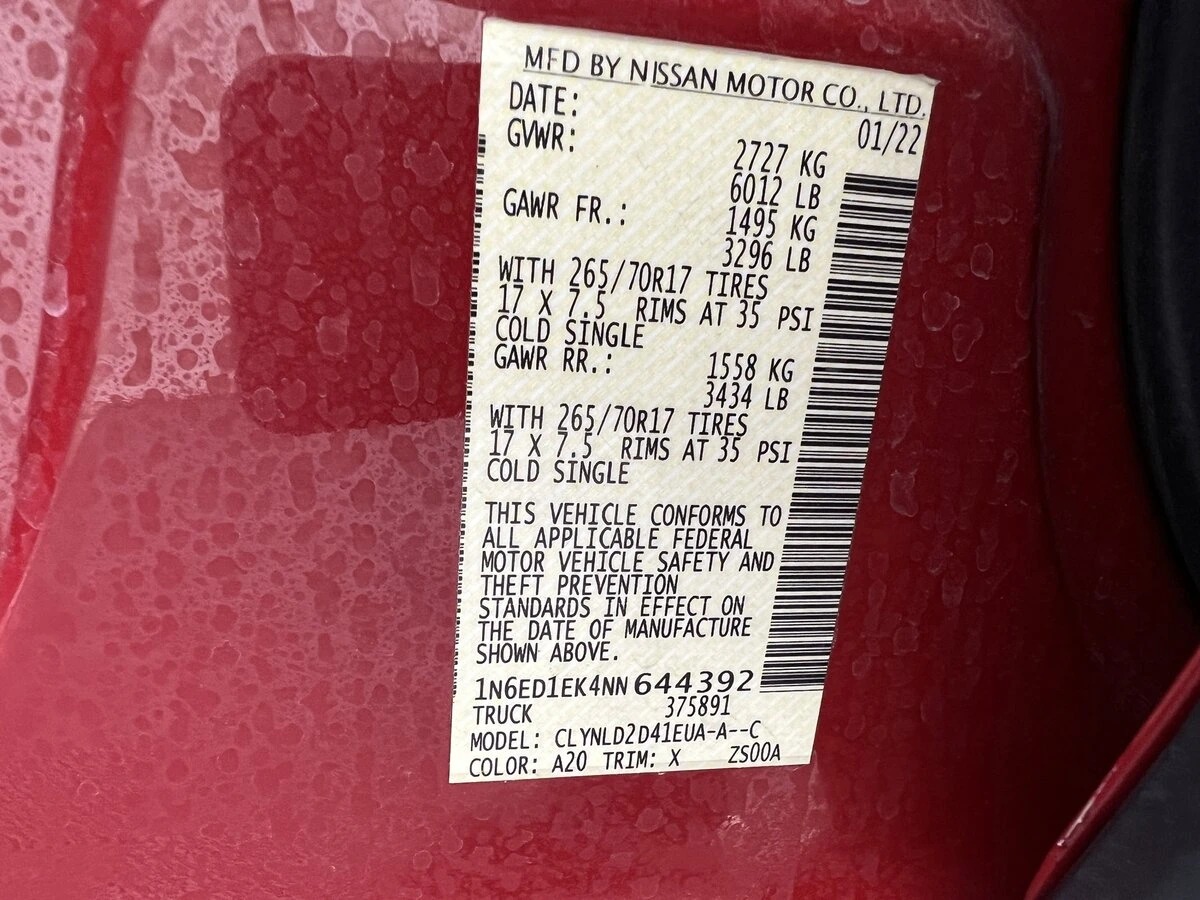 MFD BY NISSAN MOTOR CO., LTD.
DATE: 01/22
GVWR: 2727 KG
6012 LB
GAWR FR.: 1495 KG
3296 LB
WITH 265/70R17 TIRES
17 X 7.5 RIMS AT 35 PSI
COLD SINGLE
GAWR RR.: 1558 KG
3434 LB
WITH 265/70R17 TIRES
17 X 7.5 RIMS AT 35 PSI
COLD SINGLE
THIS VEHICLE CONFORMS TO
ALL APPLICABLE FEDERAL
MOTOR VEHICLE SAFETY AND
THEFT PREVENTION
STANDARDS IN EFFECT ON
THE DATE OF MANUFACTURE
SHOWN ABOVE.
1N6ED1EK4NN644392
TRUCK 375891
MODEL: CLYNLD2D41EUA-A--C
COLOR: A20 TRIM: X ZS00A